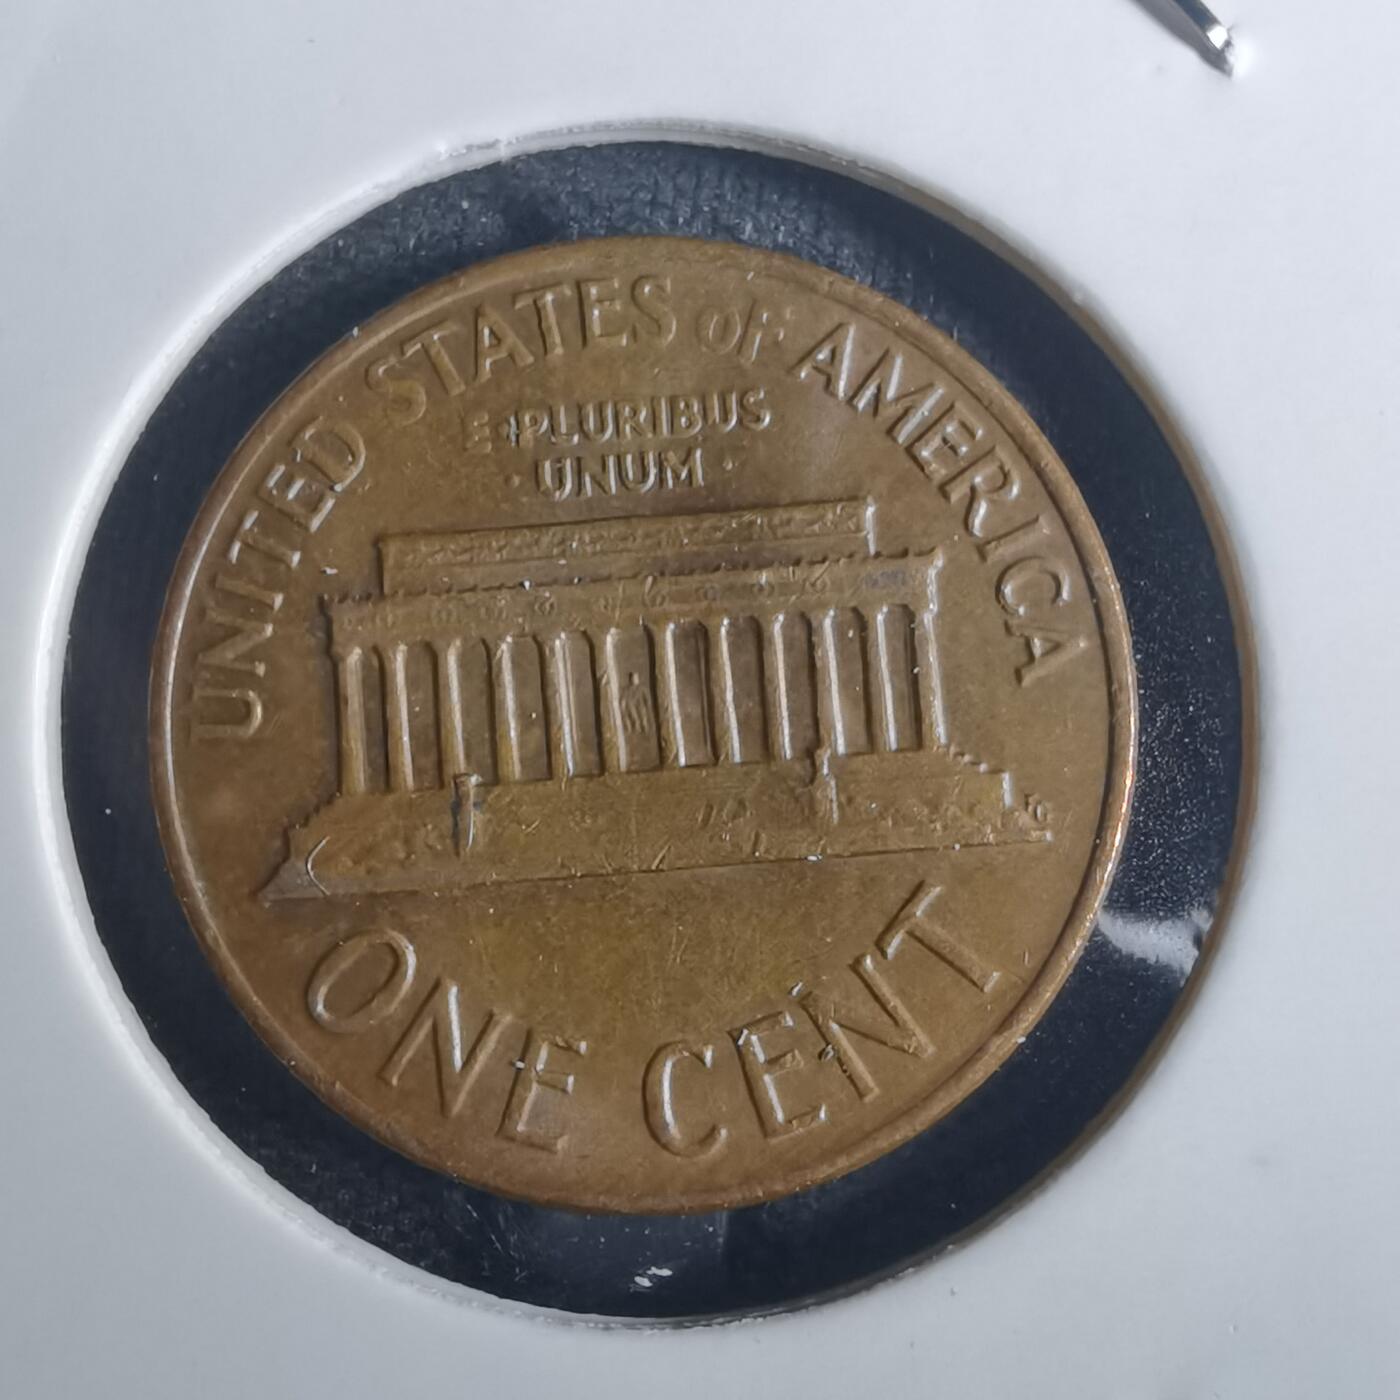 UNITED STATES of AMERICA
E·PLURIBUS
·UNUM·
ONE CENT